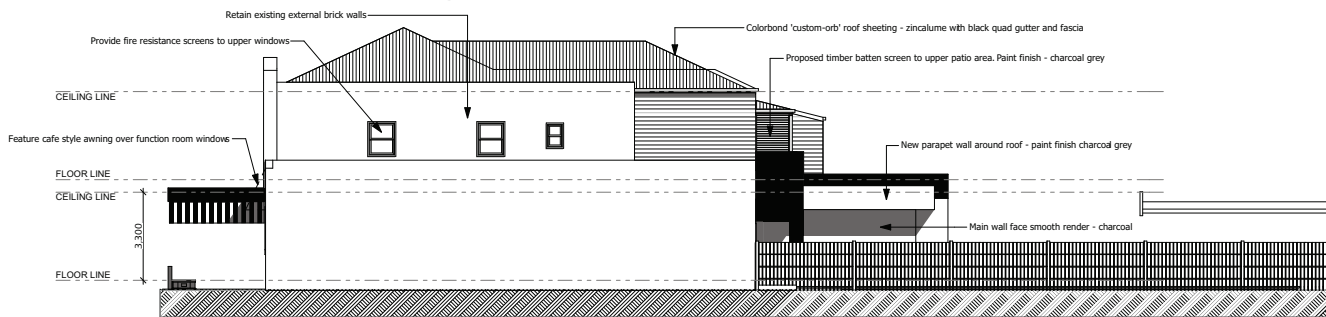 Retain existing external brick walls
Colorbond 'custom-orb' roof sheeting - zincalume with black quad gutter and fascia
Provide fire resistance screens to upper windows
Proposed timber batten screen to upper patio area. Paint finish - charcoal grey
CEILING LINE
Feature cafe style awning over function room windows
New parapet wall around roof - paint finish charcoal grey
FLOOR LINE
CEILING LINE
3,300
Main wall face smooth render - charcoal
FLOOR LINE